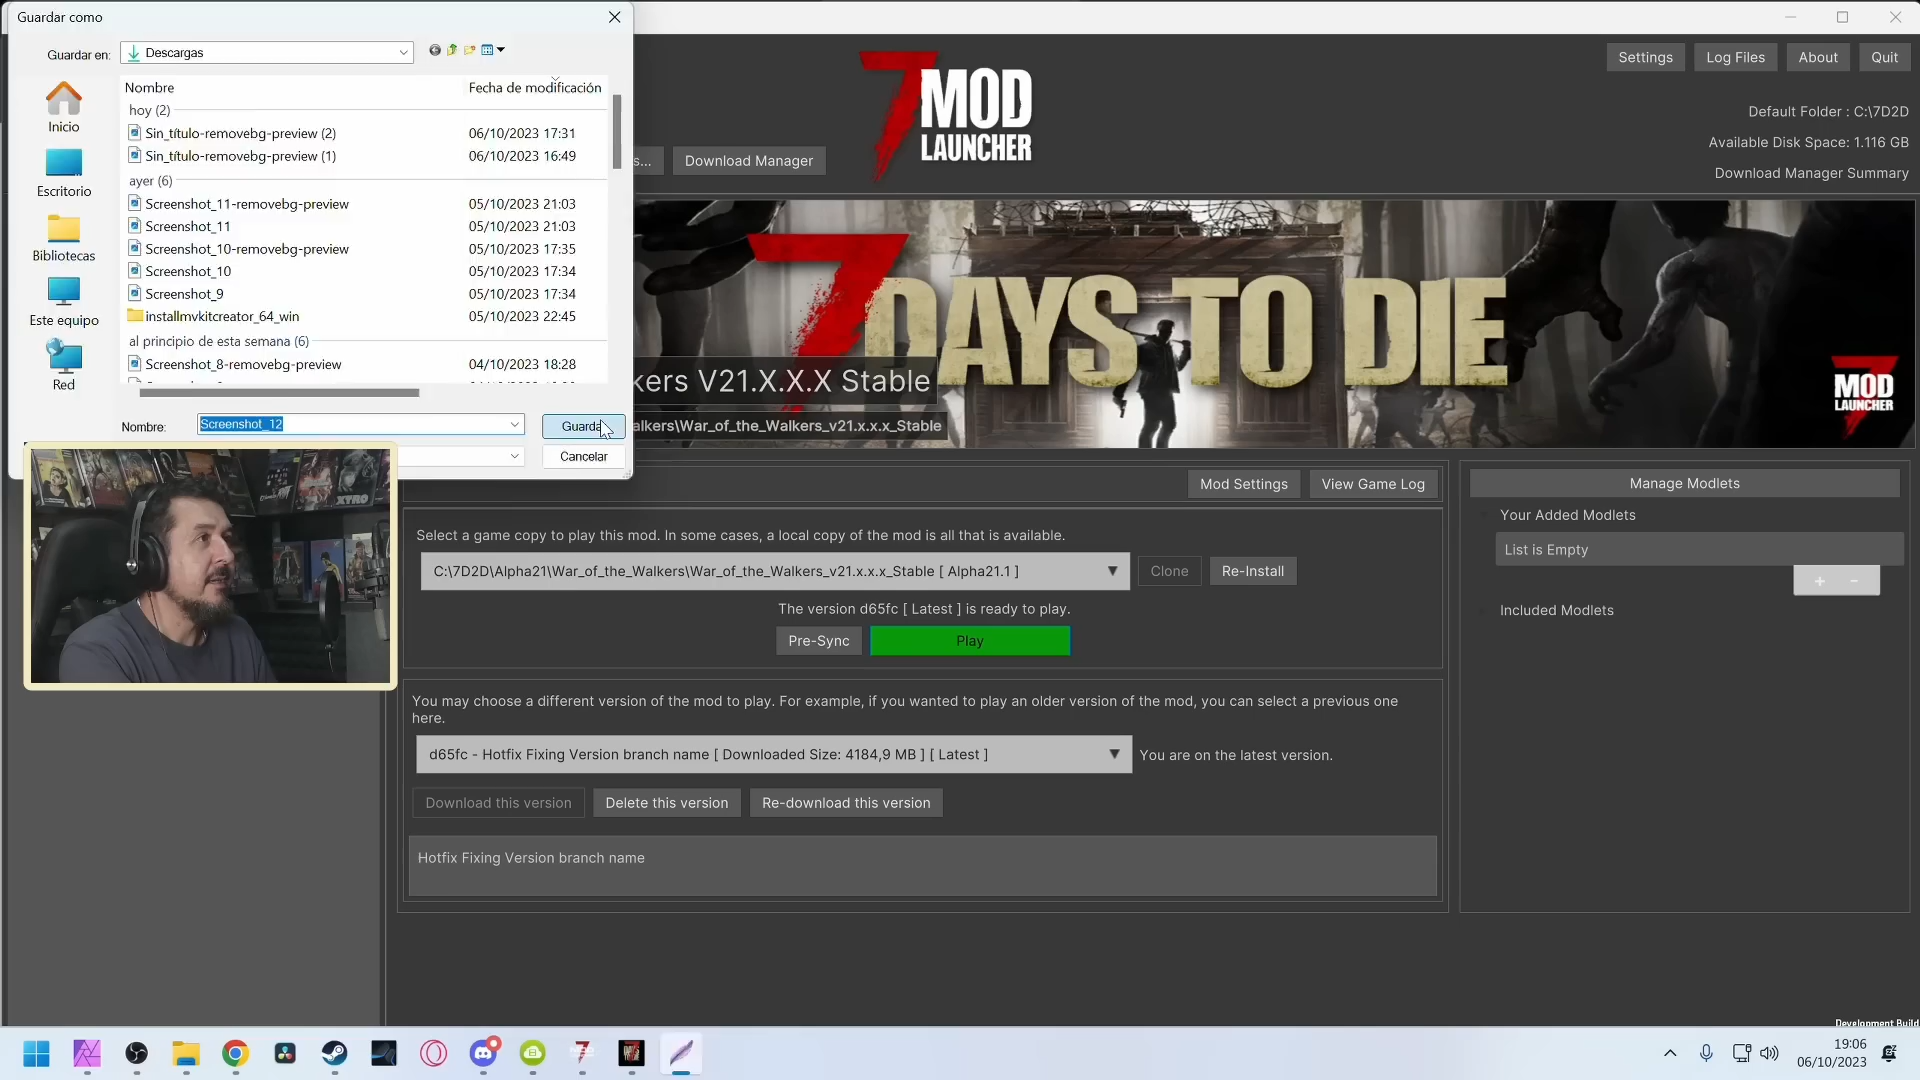 Guardar como
Guardar en:
Descargas
Nombre
Fecha de modificación
hoy (2)
Sin_título-removebg-preview (2)
06/10/2023 17:31
Sin_título-removebg-preview (1)
06/10/2023 16:49
ayer (6)
Screenshot_11-removebg-preview
05/10/2023 21:03
Screenshot_11
05/10/2023 21:03
Screenshot_10-removebg-preview
05/10/2023 17:35
Screenshot_10
05/10/2023 17:34
Screenshot_9
05/10/2023 17:34
installmvkitcreator_64_win
05/10/2023 22:45
al principio de esta semana (6)
Screenshot_8-removebg-preview
04/10/2023 18:28
Inicio
Escritorio
Bibliotecas
Este equipo
Red
Nombre:
Screenshot_12
Guarda
Cancelar
s...
Download Manager
7 MOD
LAUNCHER
Settings
Log Files
About
Quit
Default Folder : C:\7D2D
Available Disk Space: 1.116 GB
Download Manager Summary
7 DAYS TO DIE
7 MOD
LAUNCHER
kers V21.X.X.X Stable
alkers\War_of_the_Walkers_v21.x.x.x_Stable
Mod Settings
View Game Log
Select a game copy to play this mod. In some cases, a local copy of the mod is all that is available.
C:\7D2D\Alpha21\War_of_the_Walkers\War_of_the_Walkers_v21.x.x.x_Stable [ Alpha21.1 ]
Clone
Re-Install
The version d65fc [ Latest ] is ready to play.
Pre-Sync
Play
You may choose a different version of the mod to play. For example, if you wanted to play an older version of the mod, you can select a previous one
here.
d65fc - Hotfix Fixing Version branch name [ Downloaded Size: 4184,9 MB ] [ Latest ]
You are on the latest version.
Download this version
Delete this version
Re-download this version
Hotfix Fixing Version branch name
Manage Modlets
Your Added Modlets
List is Empty
+ -
Included Modlets
XTRO
Development Build
19:06
06/10/2023